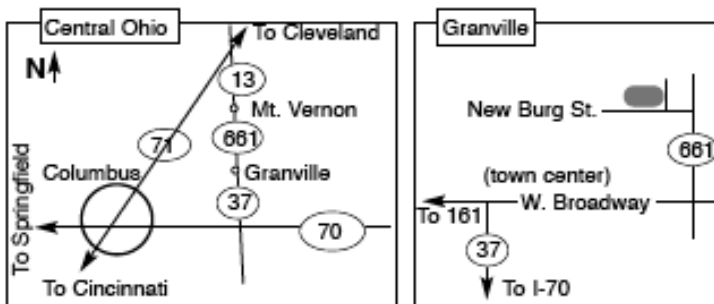 Central Ohio
To Cleveland
N
13
Mt. Vernon
71
661
Columbus
Granville
37
To Springfield
70
To Cincinnati
Granville
New Burg St.
661
(town center)
W. Broadway
To 161
37
To I-70